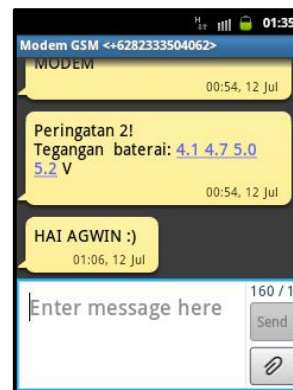 H
01:35
Modem GSM <+6282333504062>
MODEM
00:54, 12 Jul
Peringatan 2!
Tegangan baterai: 4.1 4.7 5.0
5.2 V
00:54, 12 Jul
HAI AGWIN :)
01:06, 12 Jul
160 / 1
Enter message here
Send